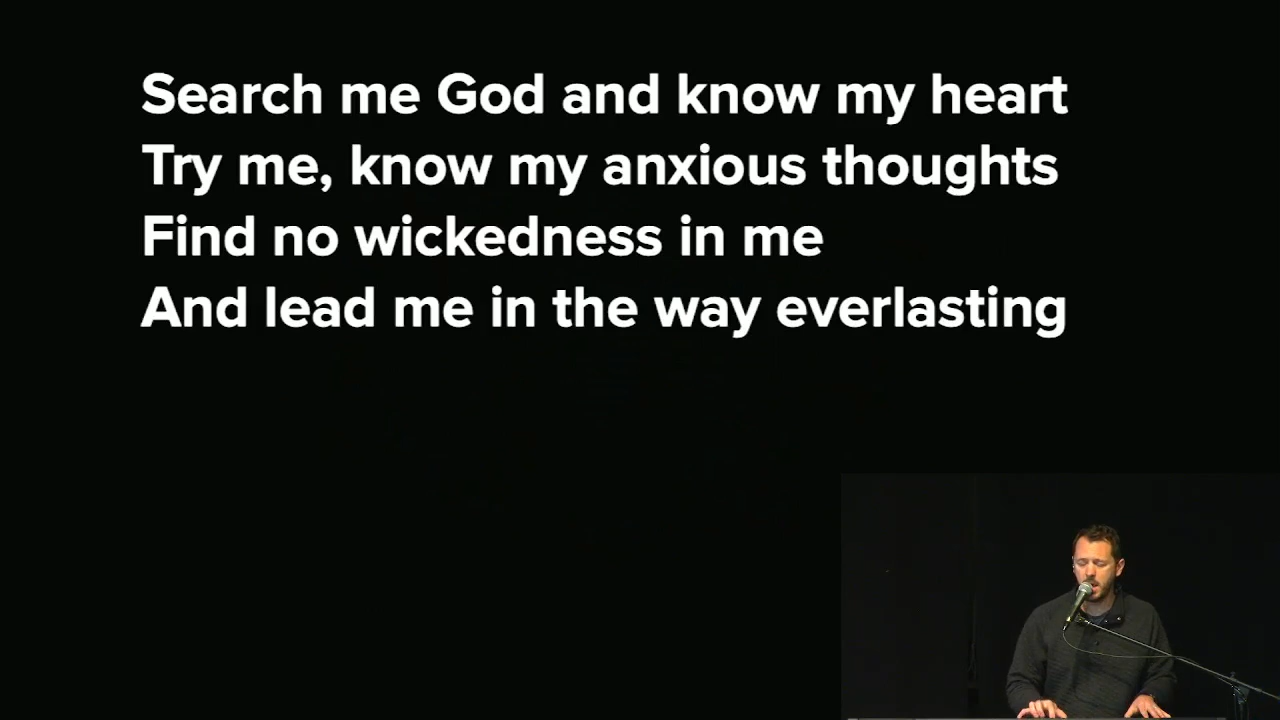 Search me God and know my heart
Try me, know my anxious thoughts
Find no wickedness in me
And lead me in the way everlasting